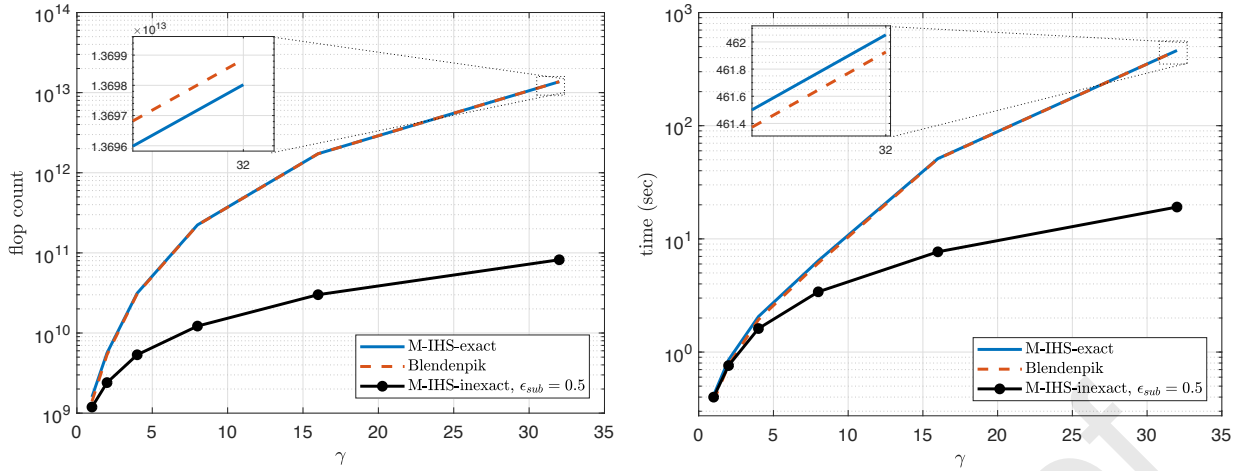 10^14
10^13
10^12
10^11
10^10
10^9
flop count
×10^13
1.3699
1.3698
1.3697
1.3696
32
M-IHS-exact
Blendenpik
M-IHS-inexact, ϵ_sub = 0.5
0 5 10 15 20 25 30 35
γ
10^3
10^2
10^1
10^0
time (sec)
462
461.8
461.6
461.4
32
M-IHS-exact
Blendenpik
M-IHS-inexact, ϵ_sub = 0.5
0 5 10 15 20 25 30 35
γ